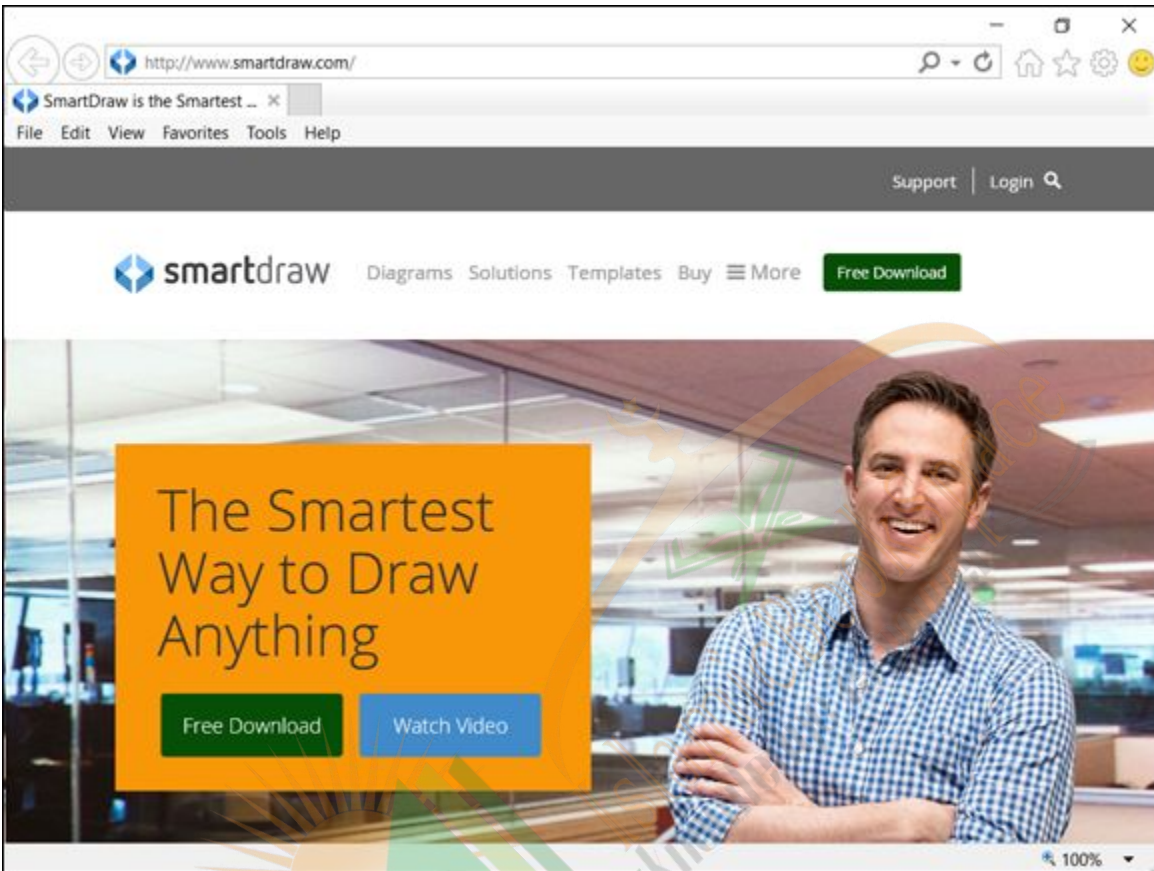 http://www.smartdraw.com/
SmartDraw is the Smartest ...
File Edit View Favorites Tools Help
Support | Login
smartdraw Diagrams Solutions Templates Buy More Free Download
The Smartest
Way to Draw
Anything
Free Download Watch Video
100%